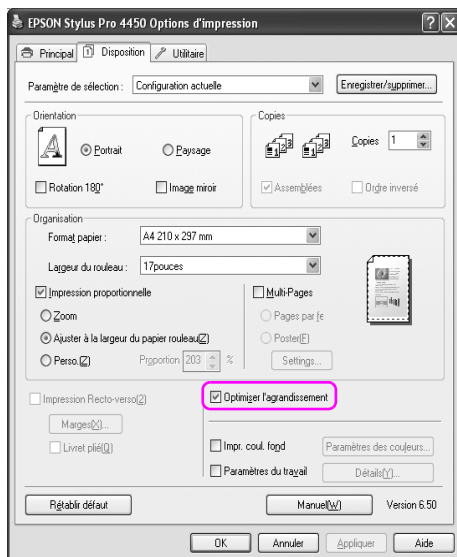 EPSON Stylus Pro 4450 Options d'impression
Principal Disposition Utilitaire
Paramètre de sélection : Configuration actuelle Enregistrer/supprimer...
Orientation Copies
Portrait Paysage Copies 1
Rotation 180° Image miroir Assemblées Ordre inversé
Organisation
Format papier : A4 210 x 297 mm
Largeur du rouleau : 17pouces
Impression proportionnelle Multi-Pages
Zoom Pages par fe
Ajuster à la largeur du papier rouleau(Z) Poster(F)
Perso.(Z) Proportion 203 % Settings...
Impression Recto-verso(2) Optimiser l'agrandissement
Marges(X)...
Livret plié(Q) Impr. coul. fond Paramètres des couleurs...
Paramètres du travail Détails(Y)...
Rétablir défaut Manuel(W) Version 6.50
OK Annuler Appliquer Aide